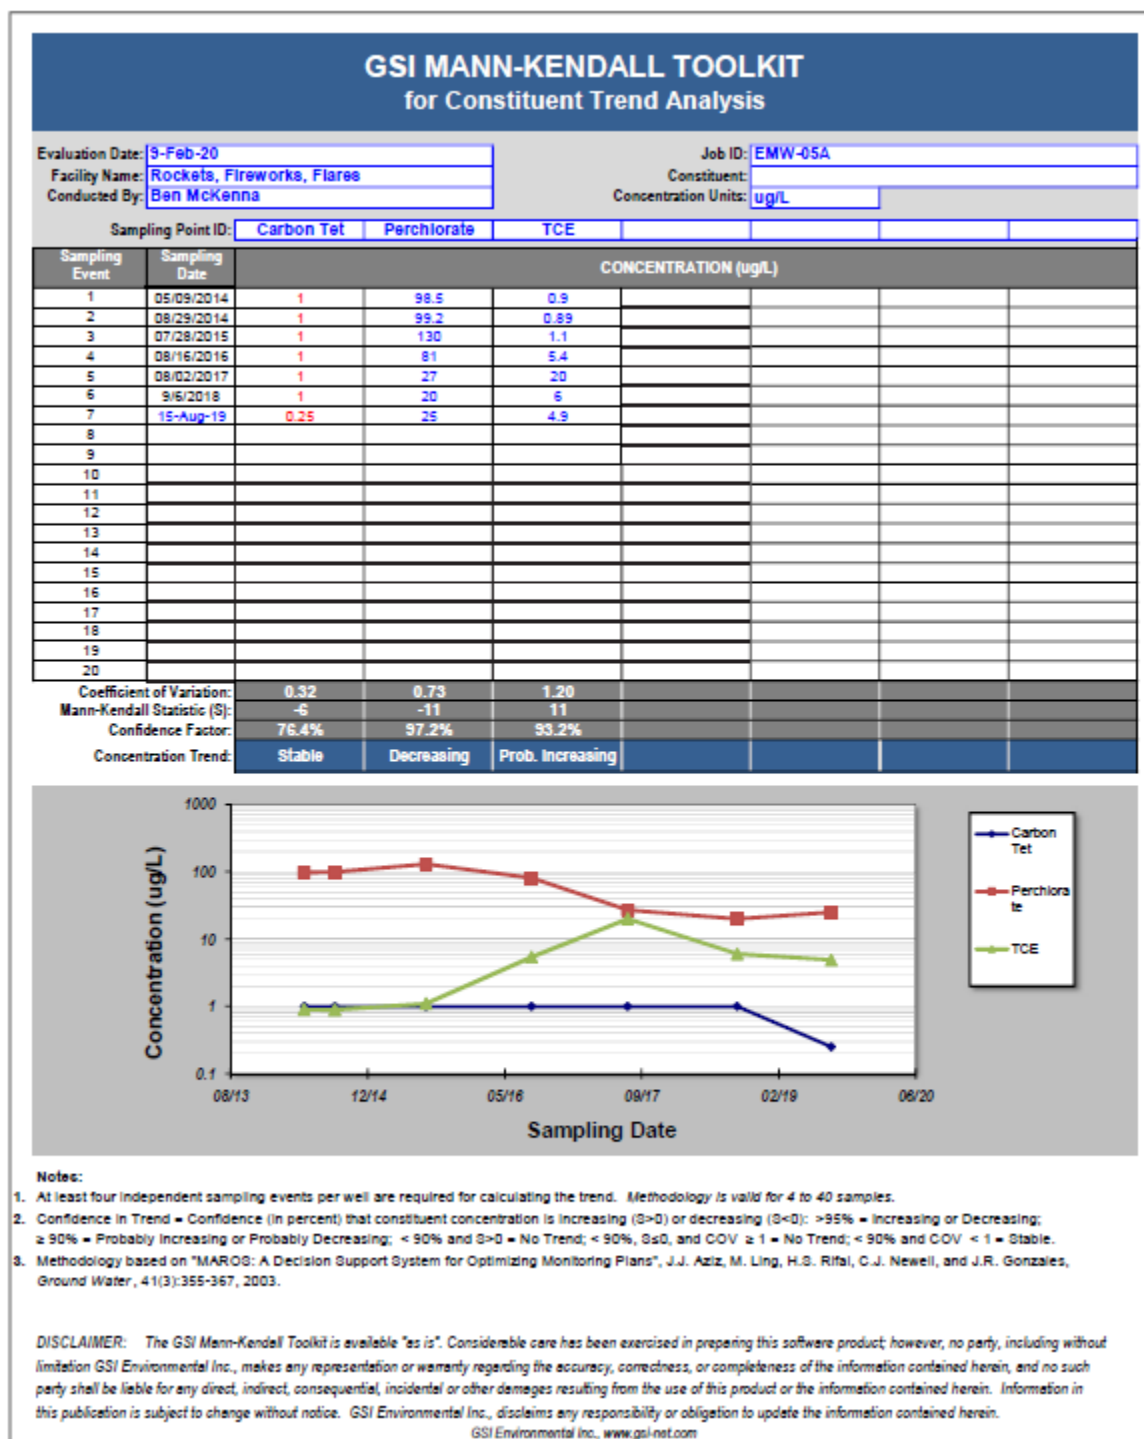 GSI MANN-KENDALL TOOLKIT
for Constituent Trend Analysis
Evaluation Date: 9-Feb-20 Job ID: EMW-05A
Facility Name: Rockets, Fireworks, Flares Constituent:
Conducted By: Ben McKenna Concentration Units: ug/L
Sampling Point ID: Carbon Tet Perchlorate TCE
Sampling Event Sampling Date CONCENTRATION (ug/L)
1 05/09/2014 1 98.5 0.9
2 08/29/2014 1 99.2 0.89
3 07/28/2015 1 130 1.1
4 08/16/2016 1 81 5.4
5 08/02/2017 1 27 20
6 9/6/2018 1 20 6
7 15-Aug-19 0.25 25 4.9
8
9
10
11
12
13
14
15
16
17
18
19
20
Coefficient of Variation: 0.32 0.73 1.20
Mann-Kendall Statistic (S): -6 -11 11
Confidence Factor: 76.4% 97.2% 93.2%
Concentration Trend: Stable Decreasing Prob. Increasing
1000
100
10
1
0.1
Concentration (ug/L)
08/13 12/14 05/16 09/17 02/19 06/20
Sampling Date
Carbon
Tet
Perchlora
te
TCE
Notes:
1. At least four independent sampling events per well are required for calculating the trend. Methodology is valid for 4 to 40 samples.
2. Confidence in Trend = Confidence (in percent) that constituent concentration is increasing (S>0) or decreasing (S<0): >95% = Increasing or Decreasing;
≥ 90% = Probably Increasing or Probably Decreasing; < 90% and S>0 = No Trend; < 90%, S≤0, and COV ≥ 1 = No Trend; < 90% and COV < 1 = Stable.
3. Methodology based on "MAROS: A Decision Support System for Optimizing Monitoring Plans", J.J. Aziz, M. Ling, H.S. Rifai, C.J. Newell, and J.R. Gonzales,
Ground Water, 41(3):355-367, 2003.
DISCLAIMER: The GSI Mann-Kendall Toolkit is available "as is". Considerable care has been exercised in preparing this software product; however, no party, including without
limitation GSI Environmental Inc., makes any representation or warranty regarding the accuracy, correctness, or completeness of the information contained herein, and no such
party shall be liable for any direct, indirect, consequential, incidental or other damages resulting from the use of this product or the information contained herein. Information in
this publication is subject to change without notice. GSI Environmental Inc., disclaims any responsibility or obligation to update the information contained herein.
GSI Environmental Inc., www.gsi-net.com